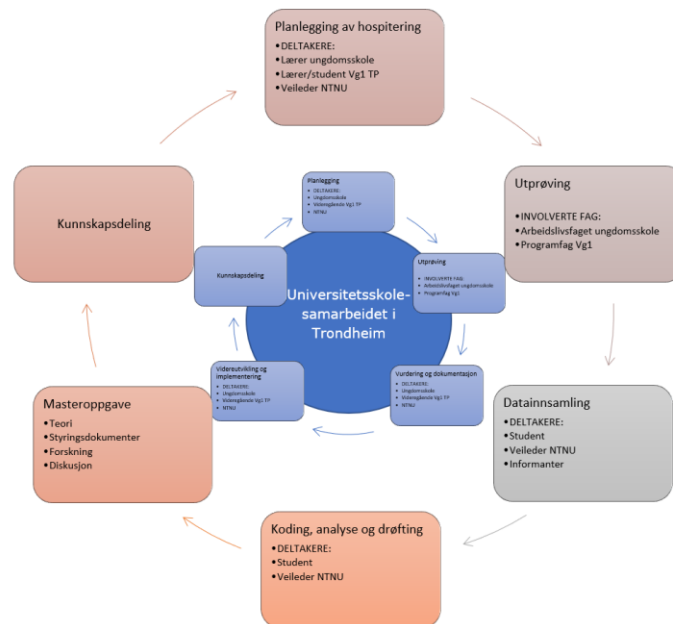 Planlegging av hospitering
•DELTAKERE:
•Lærer ungdomsskole
•Lærer/student Vg1 TP
•Veileder NTNU
Utprøving
•INVOLVERTE FAG:
•Arbeidslivsfaget ungdomsskole
•Programfag Vg1
Datainnsamling
•DELTAKERE:
•Student
•Veileder NTNU
•Informanter
Koding, analyse og drøfting
•DELTAKERE:
•Student
•Veileder NTNU
Masteroppgave
•Teori
•Styringsdokumenter
•Forskning
•Diskusjon
Kunnskapsdeling
Planlegging
• DELTAKERE:
• Ungdomsskole
• Videregående Vg1 TP
• NTNU
Utprøving
• INVOLVERTE FAG:
• Arbeidslivsfaget ungdomsskole
• Programfag Vg1
Vurdering og dokumentasjon
• DELTAKERE:
• Ungdomsskole
• Videregående Vg1 TP
• NTNU
Videreutvikling og
implementering
• DELTAKERE:
• Ungdomsskole
• Videregående Vg1 TP
• NTNU
Kunnskapsdeling
Universitetsskole-
samarbeidet i
Trondheim